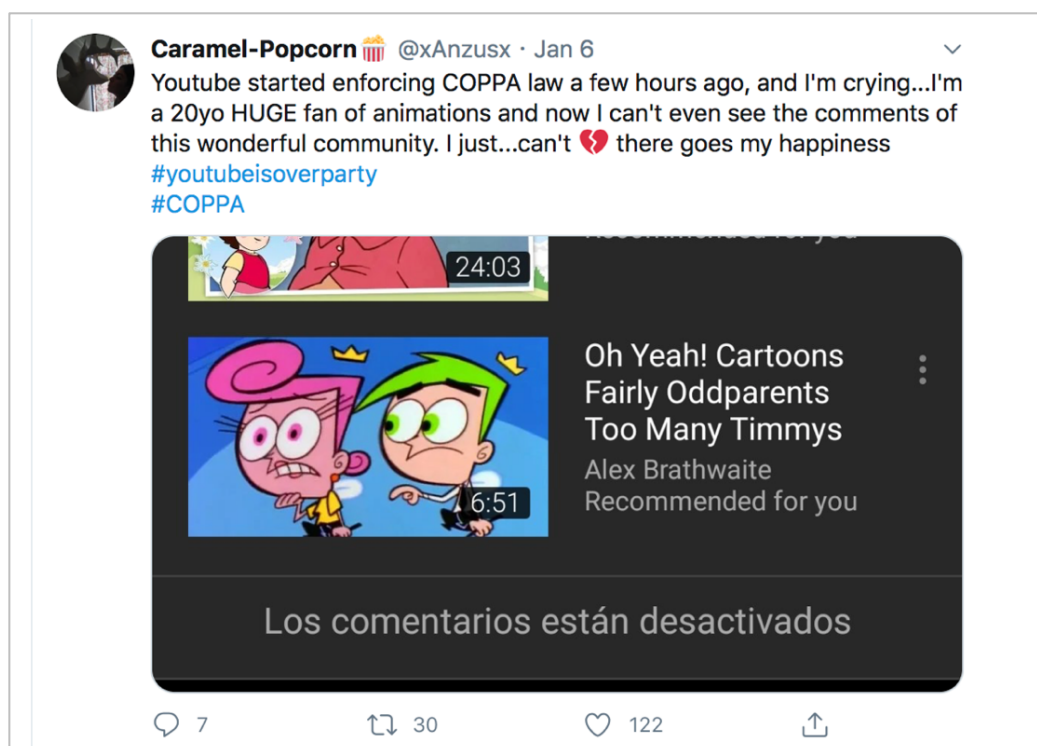 Caramel-Popcorn🍿 @xAnzusx · Jan 6
Youtube started enforcing COPPA law a few hours ago, and I'm crying...I'm
a 20yo HUGE fan of animations and now I can't even see the comments of
this wonderful community. I just...can't 💔 there goes my happiness
#youtubeisoverparty
#COPPA
24:03
Oh Yeah! Cartoons
Fairly Oddparents
Too Many Timmys
Alex Brathwaite
Recommended for you
6:51
Los comentarios están desactivados
7 30 122